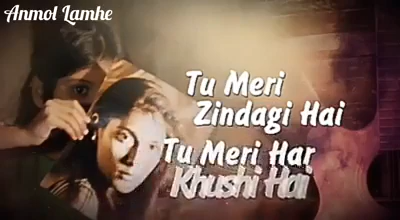 Anmol Lamhe
Tu Meri
Zindagi Hai
Tu Meri Har
Khushi Hai